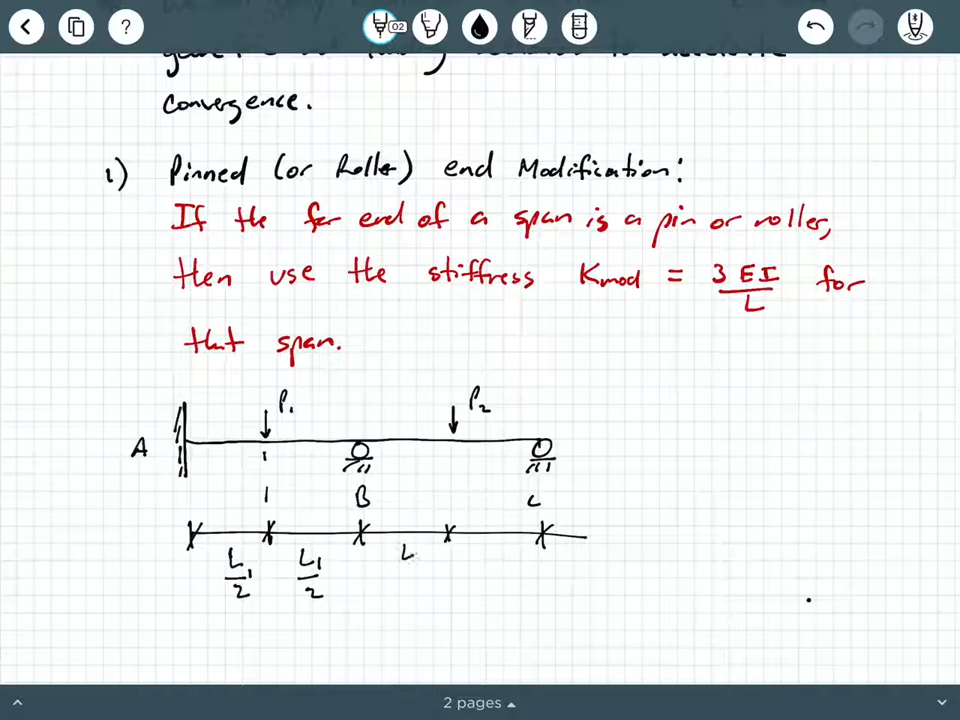 convergence.
1) Pinned (or Roller) end Modification:
If the far end of a span is a pin or roller,
then use the stiffness Kmod = 3EI/L for
that span.
P1 P2
A
1 B C
L1/2 L1/2 L
02
?
2 pages